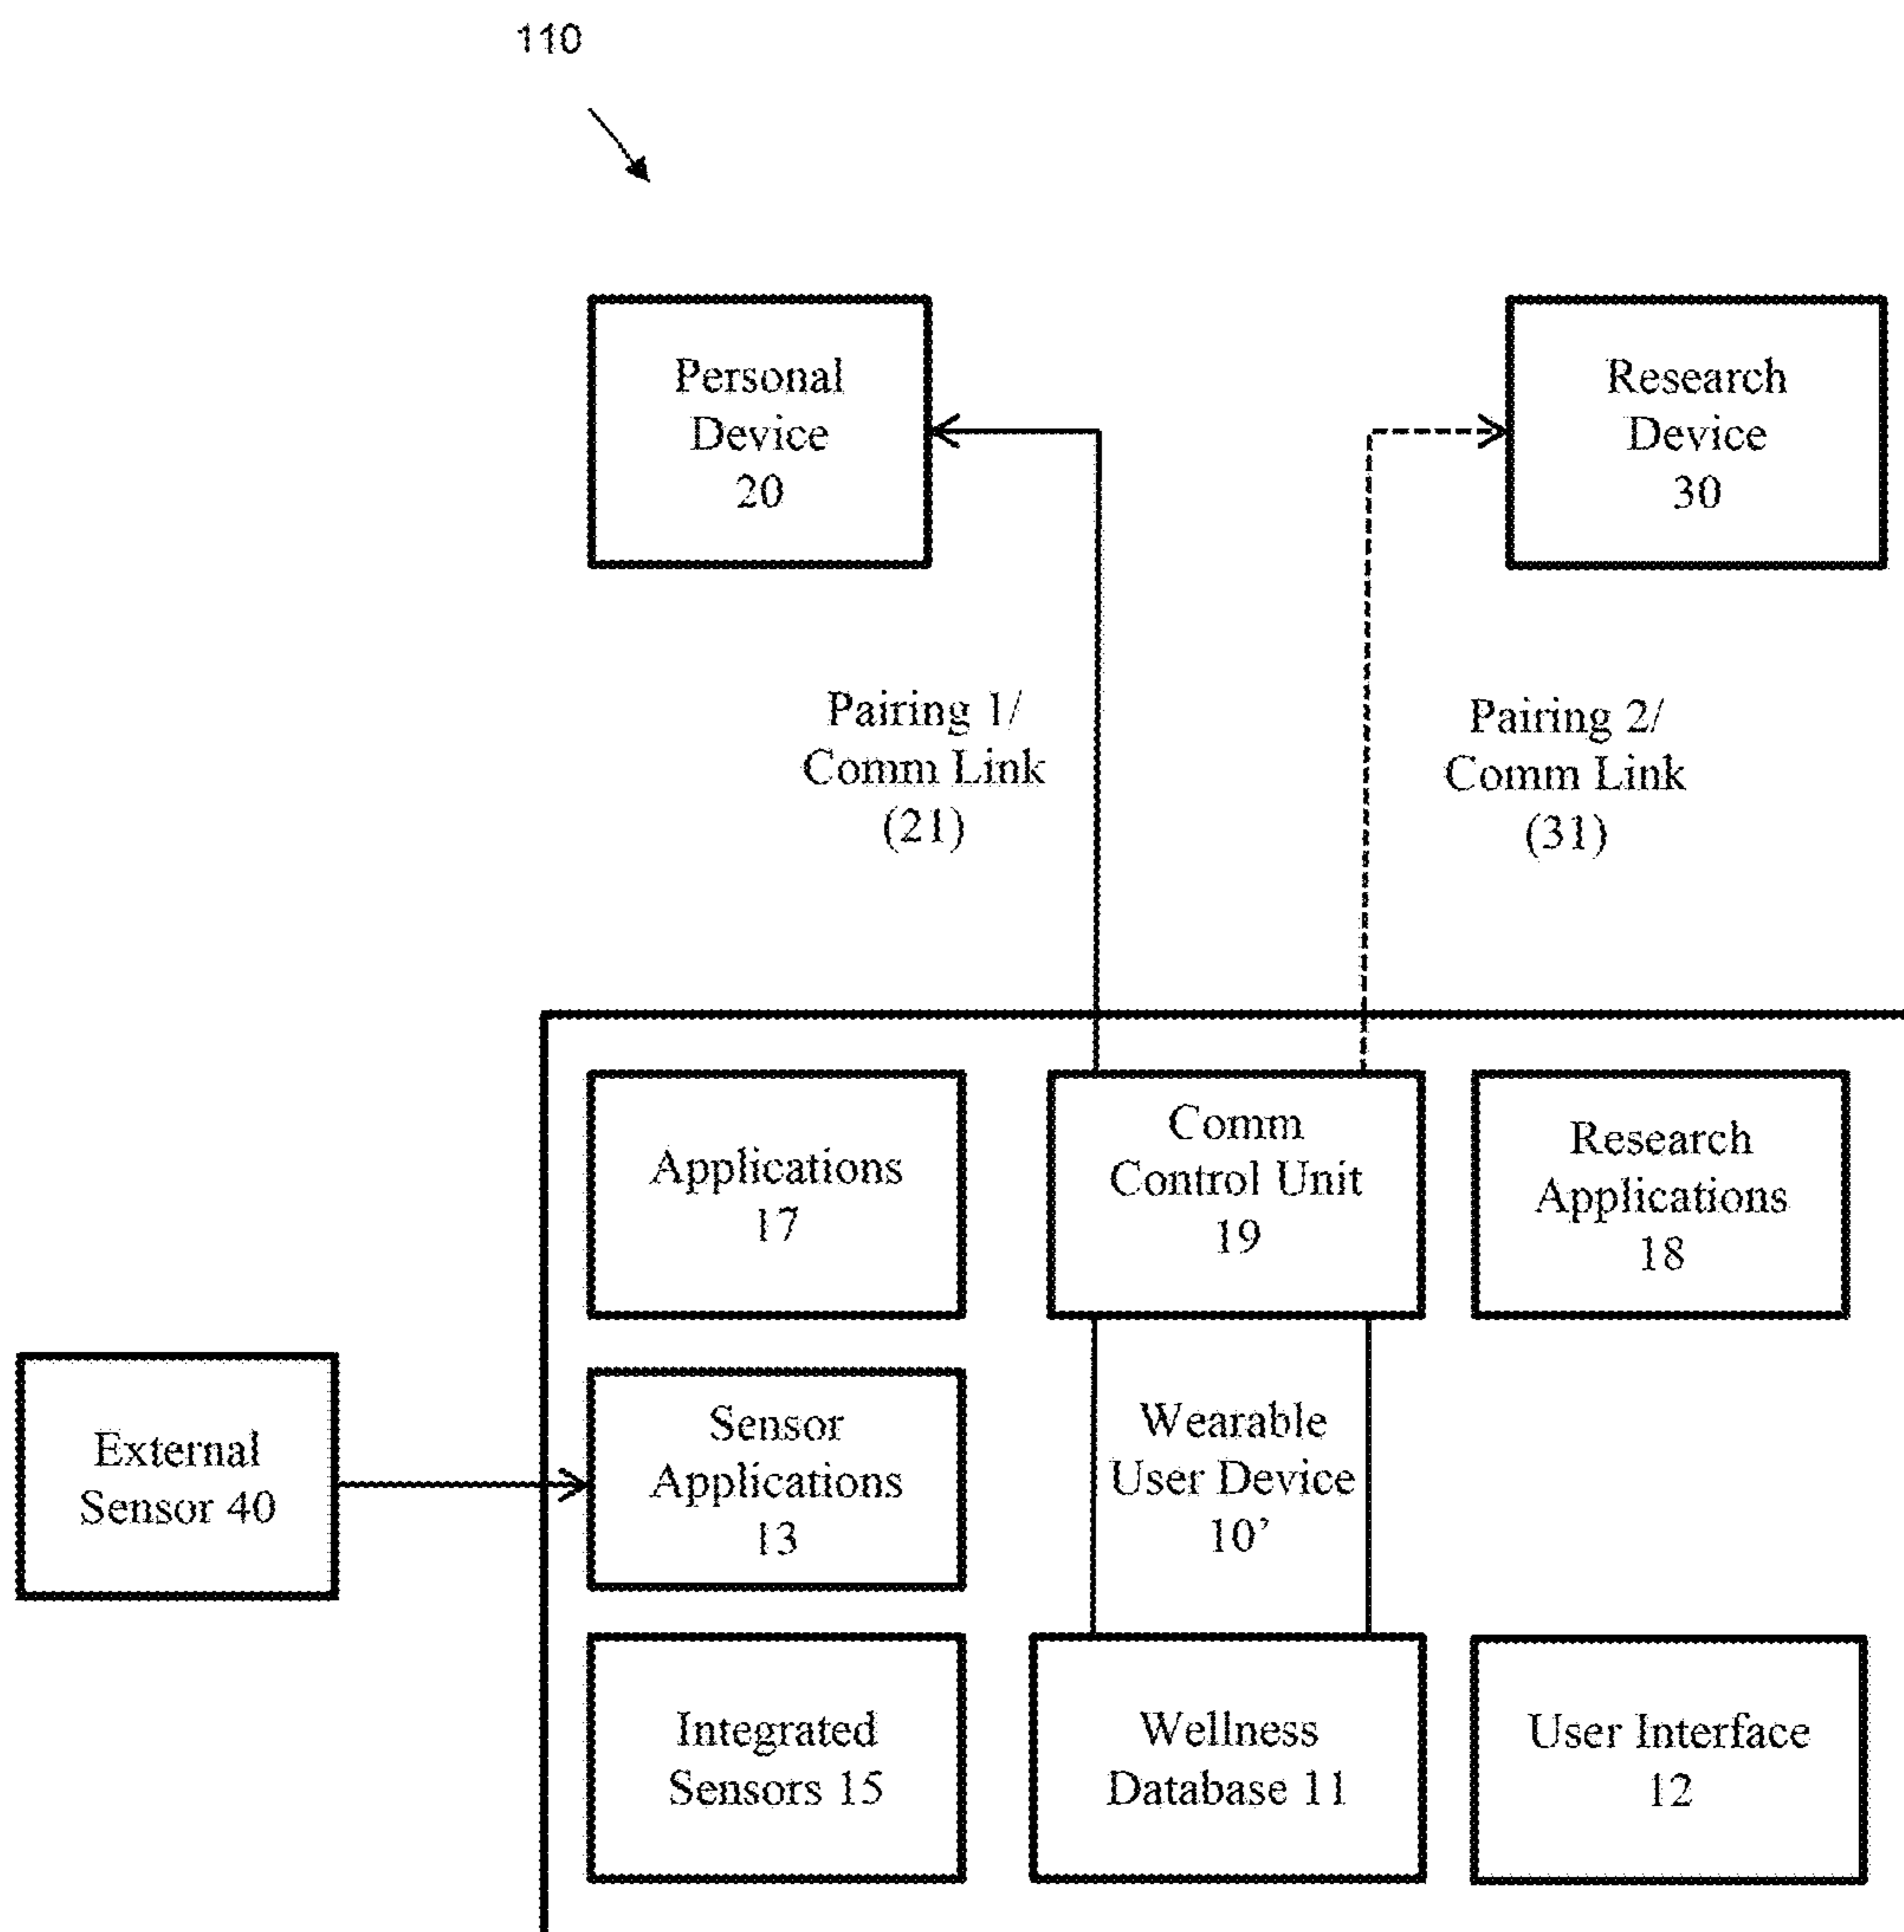 110
Personal
Device
20
Research
Device
30
Pairing 1/
Comm Link
(21)
Pairing 2/
Comm Link
(31)
Applications
17
Comm
Control Unit
19
Research
Applications
18
External
Sensor 40
Sensor
Applications
13
Wearable
User Device
10’
Integrated
Sensors 15
Wellness
Database 11
User Interface
12